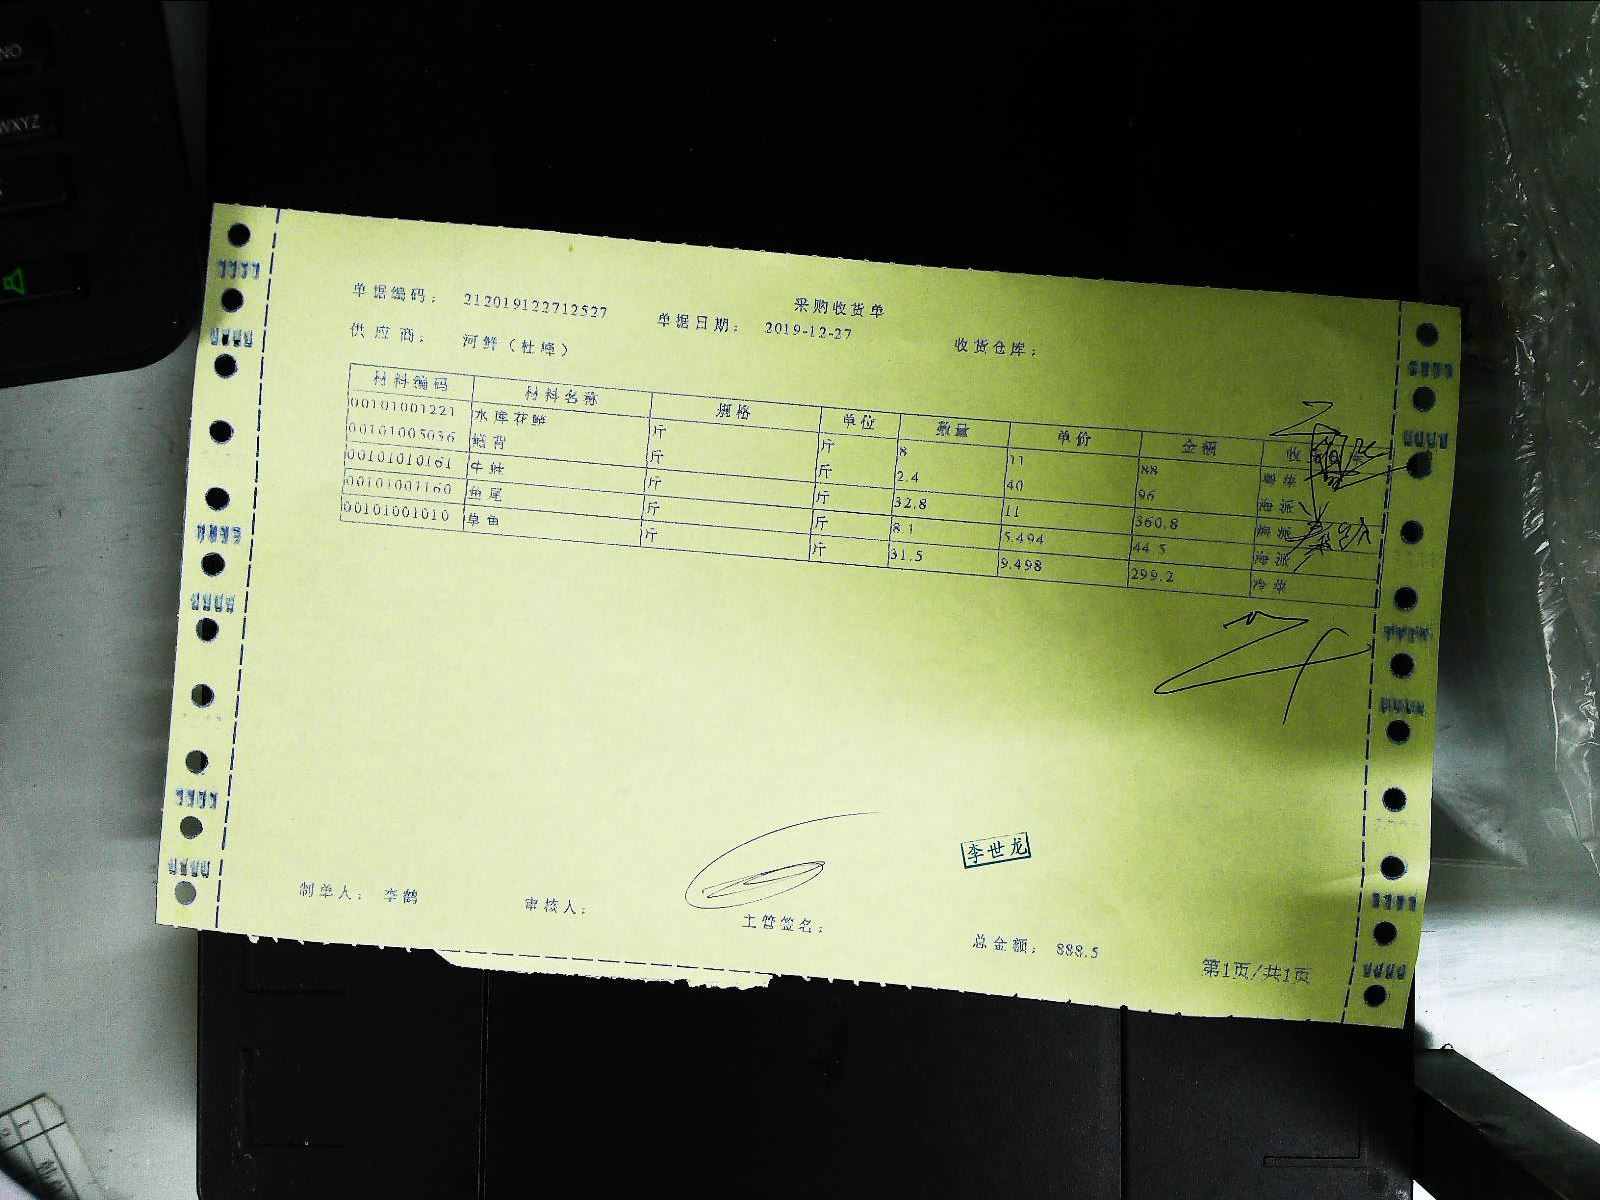 采购收货单
单据编码： 212019122712527 单据日期： 2019-12-27 收货仓库：
供应商： 河鲜（杜峰）
材料编码 材料名称 规格 单位 数量 单价 金额
00101001221 水库花鲢 斤 斤 8 11 88 粤菜
00101005036 鳝背 斤 斤 2.4 40 96 海派
00101010161 牛蛙 斤 斤 32.8 11 360.8 海派
00101001160 鱼尾 斤 斤 8.1 5.494 44.5 海派
00101001010 草鱼 斤 斤 31.5 9.498 299.2 冷菜
李世龙
制单人： 李鹤 审核人： 主管签名： 总金额： 888.5
第1页/共1页
WXYZ